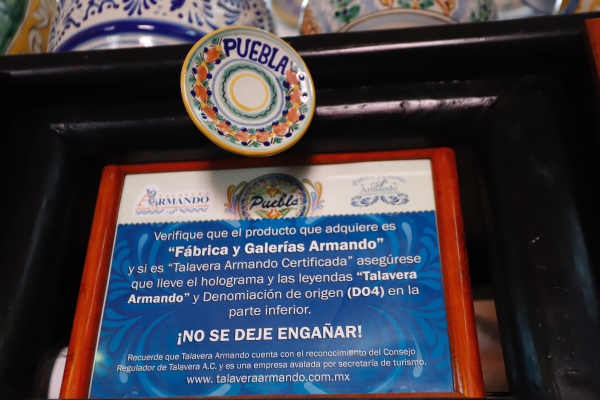 PUEBLA
TALAVERA
ARMANDO
Puebla
Armando
Verifique que el producto que adquiere es
“Fábrica y Galerías Armando”
y si es “Talavera Armando Certificada” asegúrese
que lleve el holograma y las leyendas “Talavera
Armando” y Denomiación de origen (DO4) en la
parte inferior.
¡NO SE DEJE ENGAÑAR!
Recuerde que Talavera Armando cuenta con el reconocimiento del Consejo
Regulador de Talavera A.C. y es una empresa avalada por secretaría de turismo.
www. talaveraarmando.com.mx